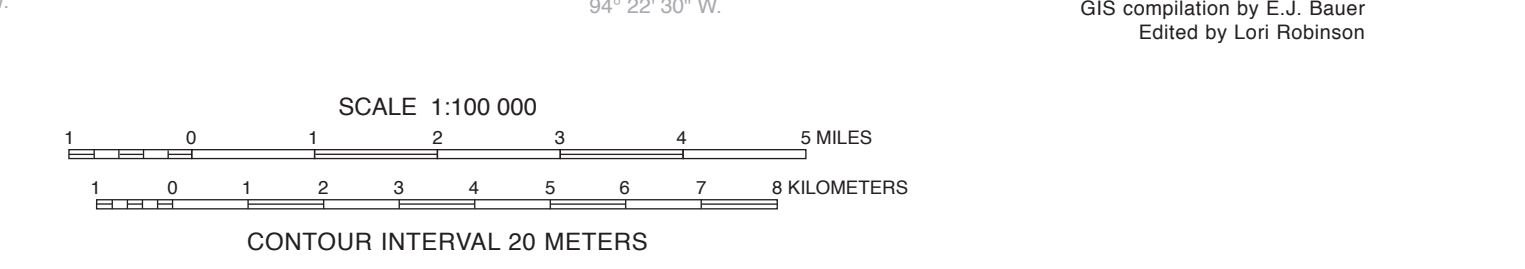 94° 22' 30" W.
GIS compilation by E.J. Bauer
Edited by Lori Robinson
SCALE 1:100 000
1 0 1 2 3 4 5 MILES
1 0 1 2 3 4 5 6 7 8 KILOMETERS
CONTOUR INTERVAL 20 METERS